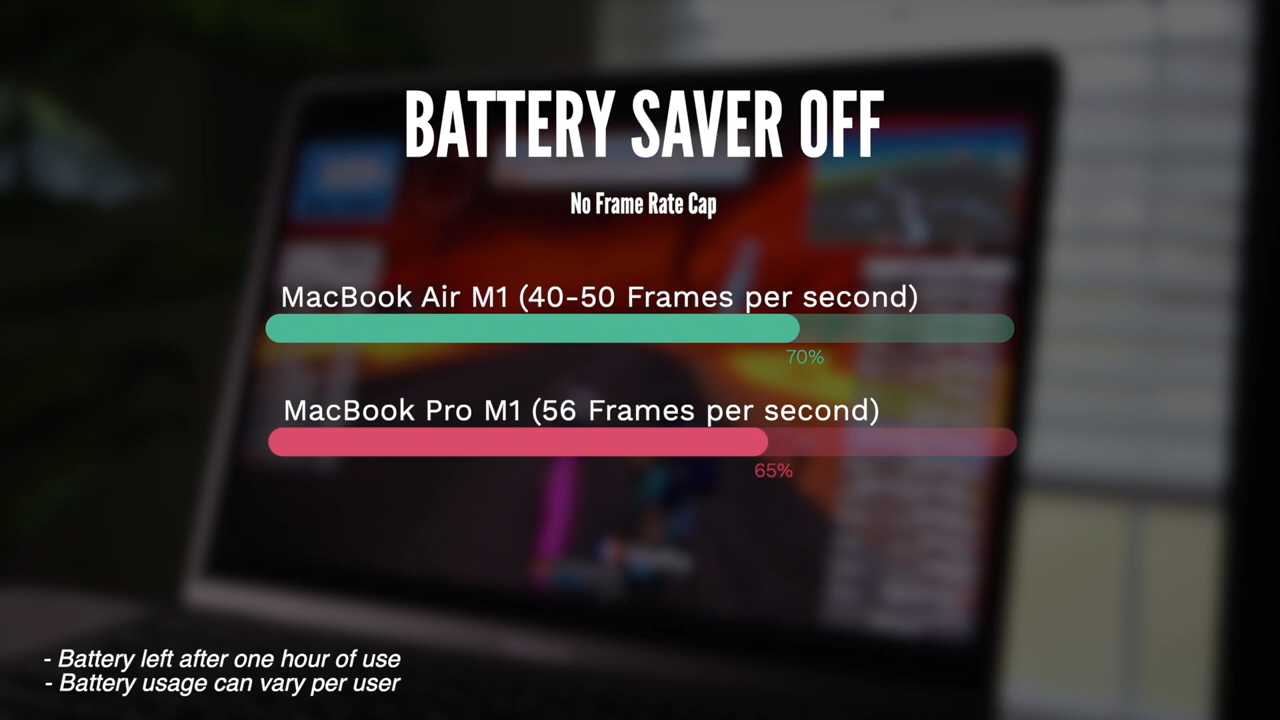 BATTERY SAVER OFF
No Frame Rate Cap
MacBook Air M1 (40-50 Frames per second)
70%
MacBook Pro M1 (56 Frames per second)
65%
- Battery left after one hour of use
- Battery usage can vary per user